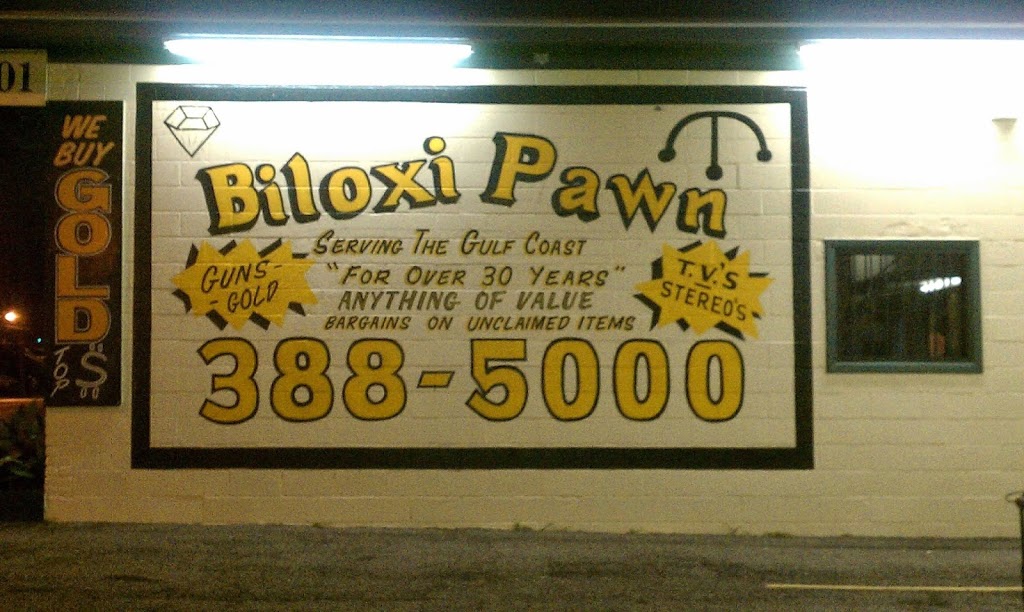 01
WE
BUY
GOLD
TOP $'S
Biloxi Pawn
SERVING THE GULF COAST
"FOR OVER 30 YEARS"
ANYTHING OF VALUE
BARGAINS ON UNCLAIMED ITEMS
GUNS-
-GOLD
T.V.'S
STEREO'S
388-5000